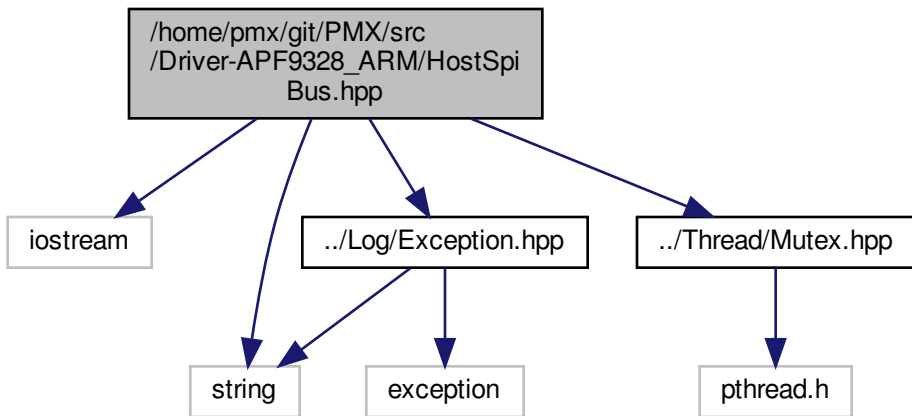 /home/pmx/git/PMX/src
/Driver-APF9328_ARM/HostSpi
Bus.hpp
iostream
../Log/Exception.hpp
../Thread/Mutex.hpp
string
exception
pthread.h